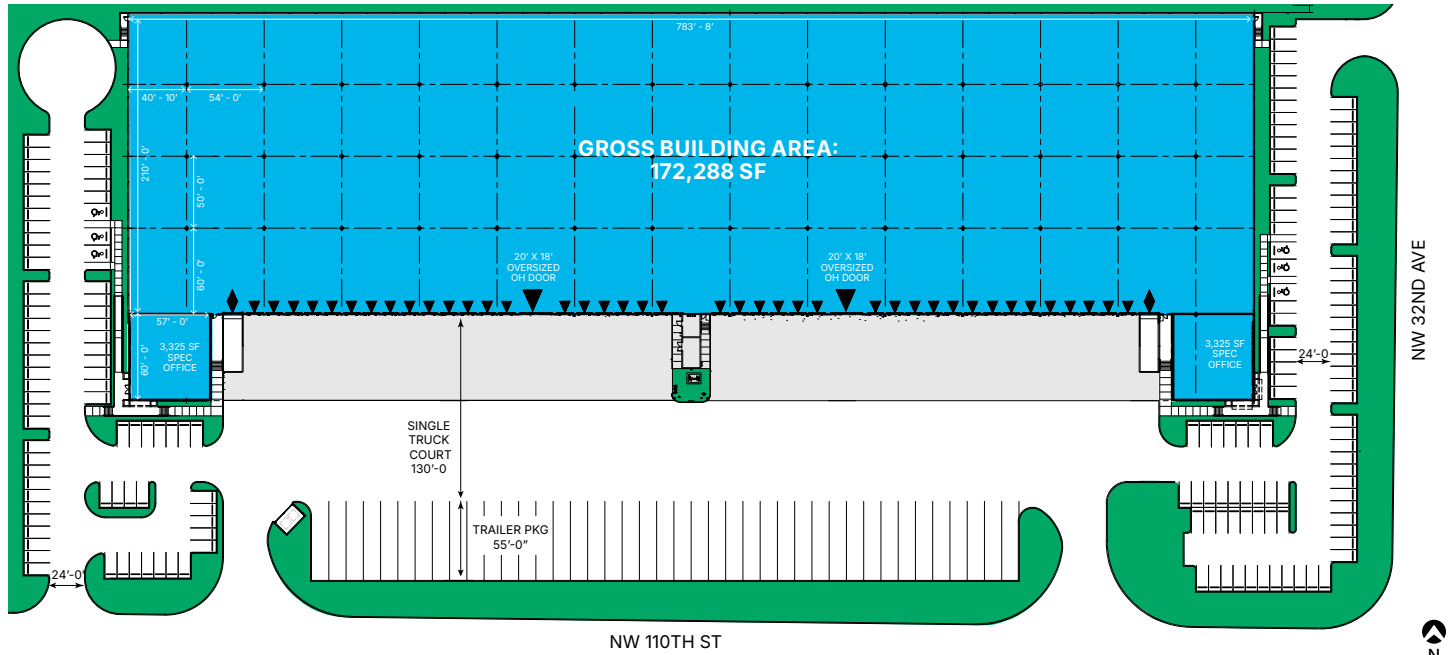 783' - 8'
40' - 10'
54' - 0'
210' - 0'
GROSS BUILDING AREA:
172,288 SF
50' - 0'
60' - 0'
20' X 18'
OVERSIZED
OH DOOR
20' X 18'
OVERSIZED
OH DOOR
57' - 0'
60' - 0'
3,325 SF
SPEC
OFFICE
3,325 SF
SPEC
OFFICE
24'-0
NW 32ND AVE
SINGLE
TRUCK
COURT
130'-0
TRAILER PKG
55'-0"
24'-0'
NW 110TH ST
N